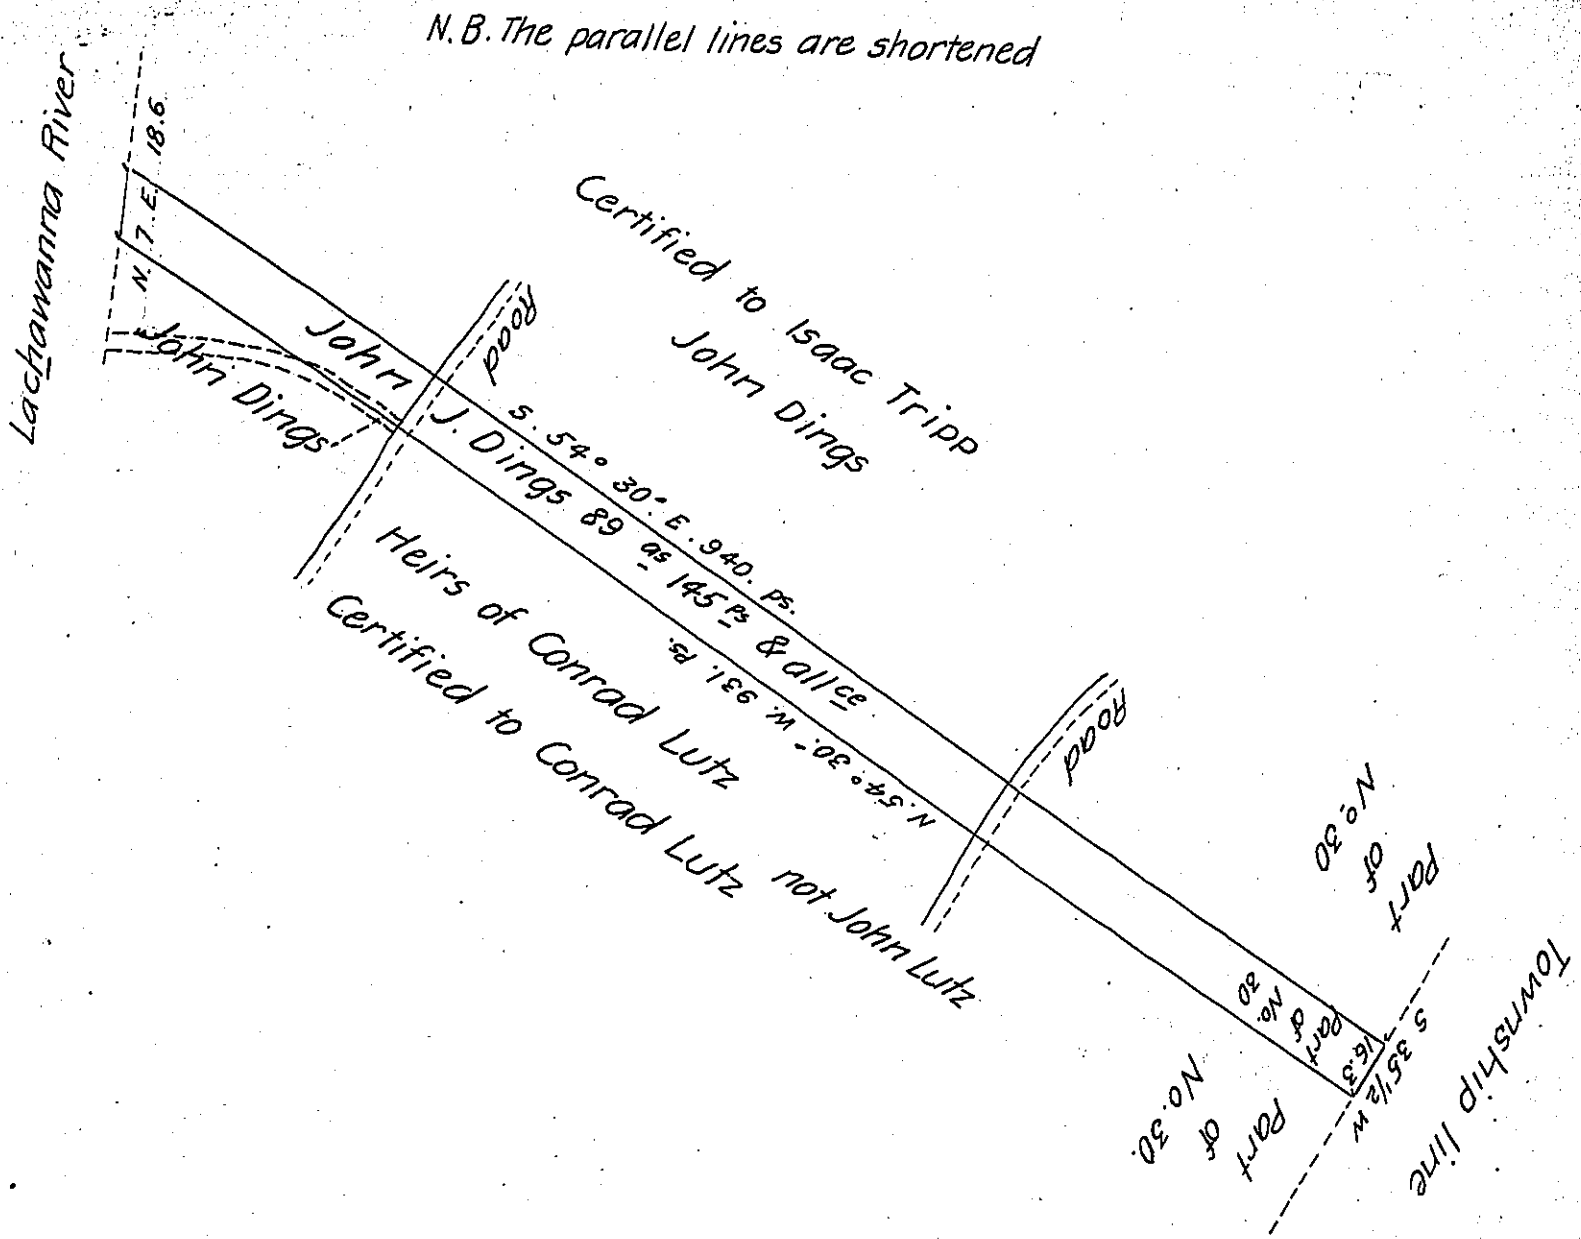 N.B. The parallel lines are shortened
Lachawanna River
N. 7. E. 18.6
John Dings
Road
Certified to Isaac Tripp
John Dings
S. 54° 30' E. 940. ps.
John J. Dings 89 as 145 ps & allce.
N. 54° 30' W. 931. Ps.
Heirs of Conrad Lutz
Certified to Conrad Lutz not John Lutz
Road
Part
of
No. 30
Part
of
No.
30
16.3
S 35 1/2 W
Part
of
No. 30.
Township line